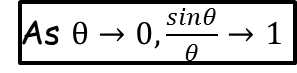 As θ → 0, sinθ/θ → 1